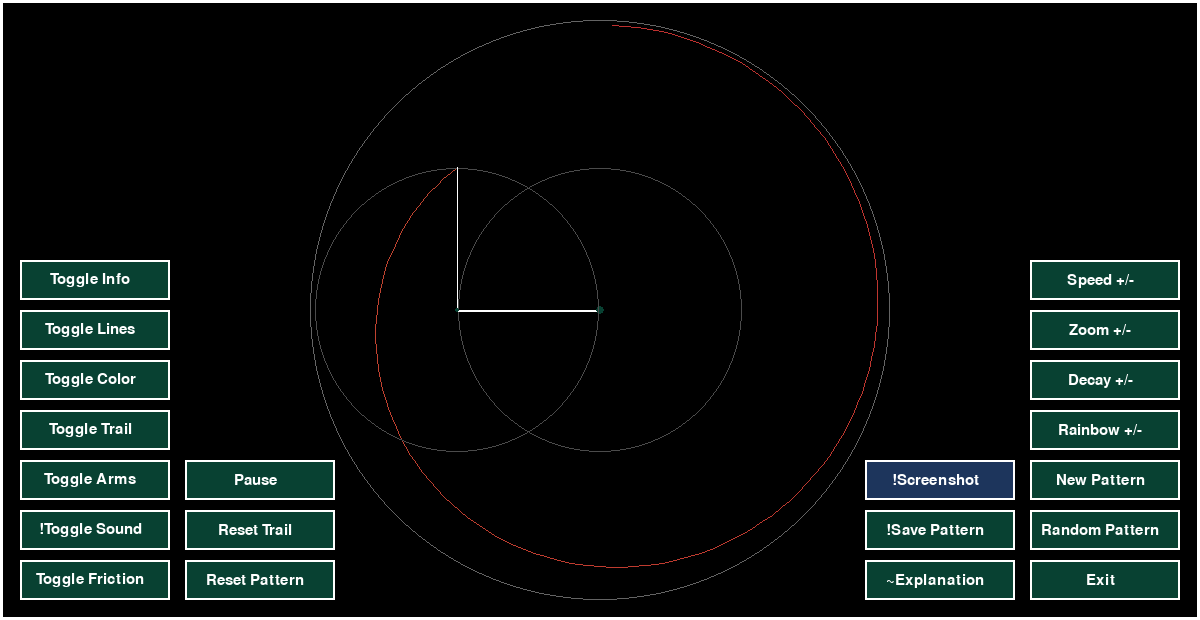 Toggle Info
Toggle Lines
Toggle Color
Toggle Trail
Toggle Arms
!Toggle Sound
Toggle Friction
Pause
Reset Trail
Reset Pattern
!Screenshot
!Save Pattern
~Explanation
Speed +/-
Zoom +/-
Decay +/-
Rainbow +/-
New Pattern
Random Pattern
Exit